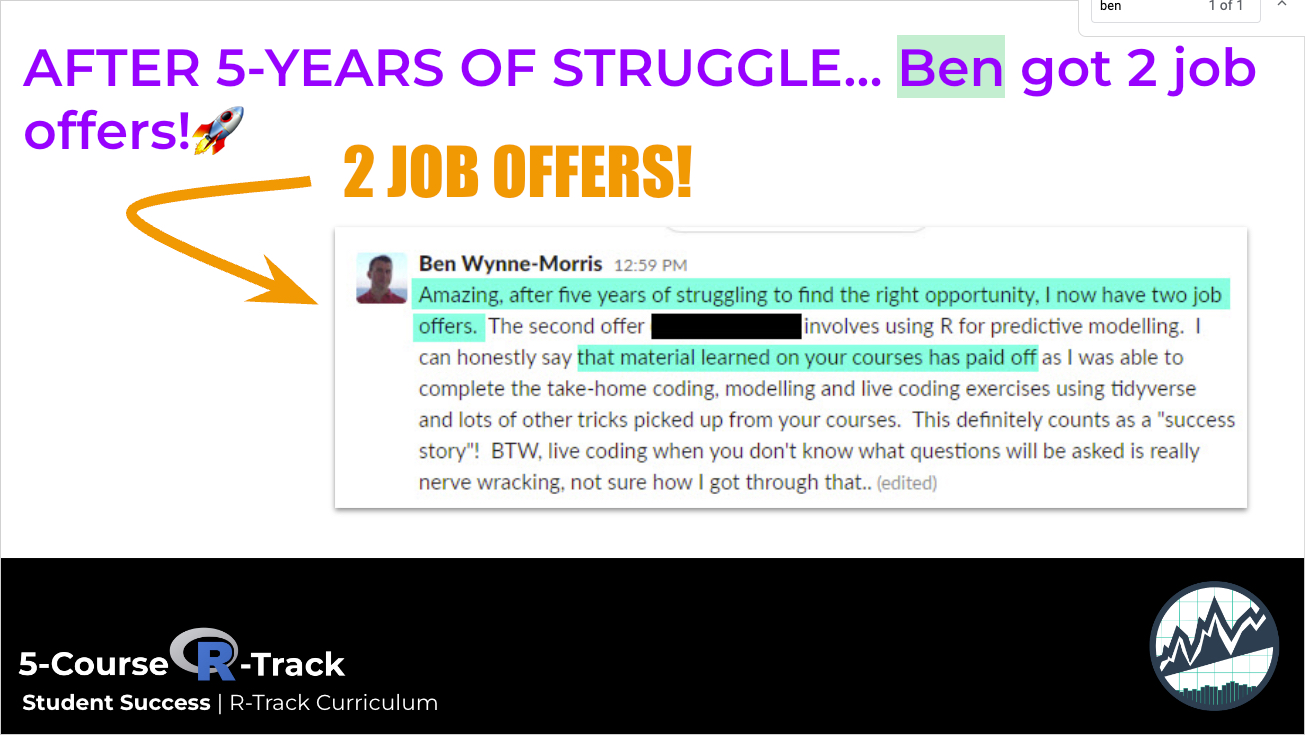 ben 1 of 1
AFTER 5-YEARS OF STRUGGLE... Ben got 2 job
offers!🚀
2 JOB OFFERS!
Ben Wynne-Morris 12:59 PM
Amazing, after five years of struggling to find the right opportunity, I now have two job
offers. The second offer involves using R for predictive modelling. I
can honestly say that material learned on your courses has paid off as I was able to
complete the take-home coding, modelling and live coding exercises using tidyverse
and lots of other tricks picked up from your courses. This definitely counts as a "success
story"! BTW, live coding when you don't know what questions will be asked is really
nerve wracking, not sure how I got through that.. (edited)
5-Course R-Track
Student Success | R-Track Curriculum